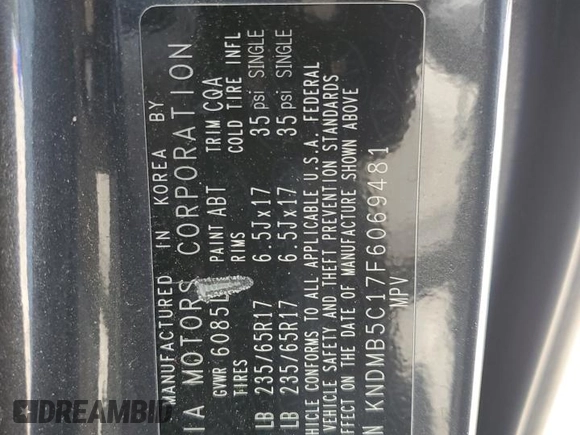 MANUFACTURED IN KOREA BY
IA MOTORS CORPORATION
GVWR 6085 PAINT ABT TRIM CQA
TIRES RIMS COLD TIRE INFL
LB 235/65R17 6.5Jx17 35 psi SINGLE
LB 235/65R17 6.5Jx17 35 psi SINGLE
HICLE CONFORMS TO ALL APPLICABLE U.S.A. FEDERAL
VEHICLE SAFETY AND THEFT PREVENTION STANDARDS
T ON THE DATE OF MANUFACTURE SHOWN ABOVE
N KNDMB5C17F6069481
MPV
DREAMBID